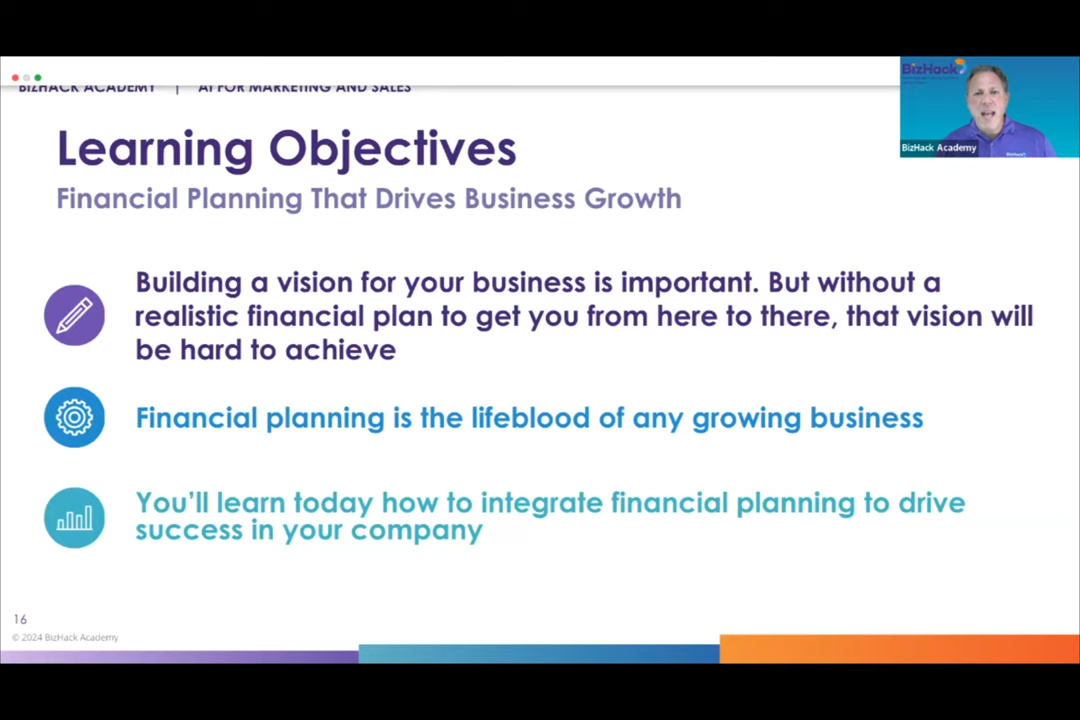 BIZHACK ACADEMY | AI FOR MARKETING AND SALES
BizHack
BizHack Academy
Learning Objectives
Financial Planning That Drives Business Growth
Building a vision for your business is important. But without a
realistic financial plan to get you from here to there, that vision will
be hard to achieve
Financial planning is the lifeblood of any growing business
You’ll learn today how to integrate financial planning to drive
success in your company
16
© 2024 BizHack Academy